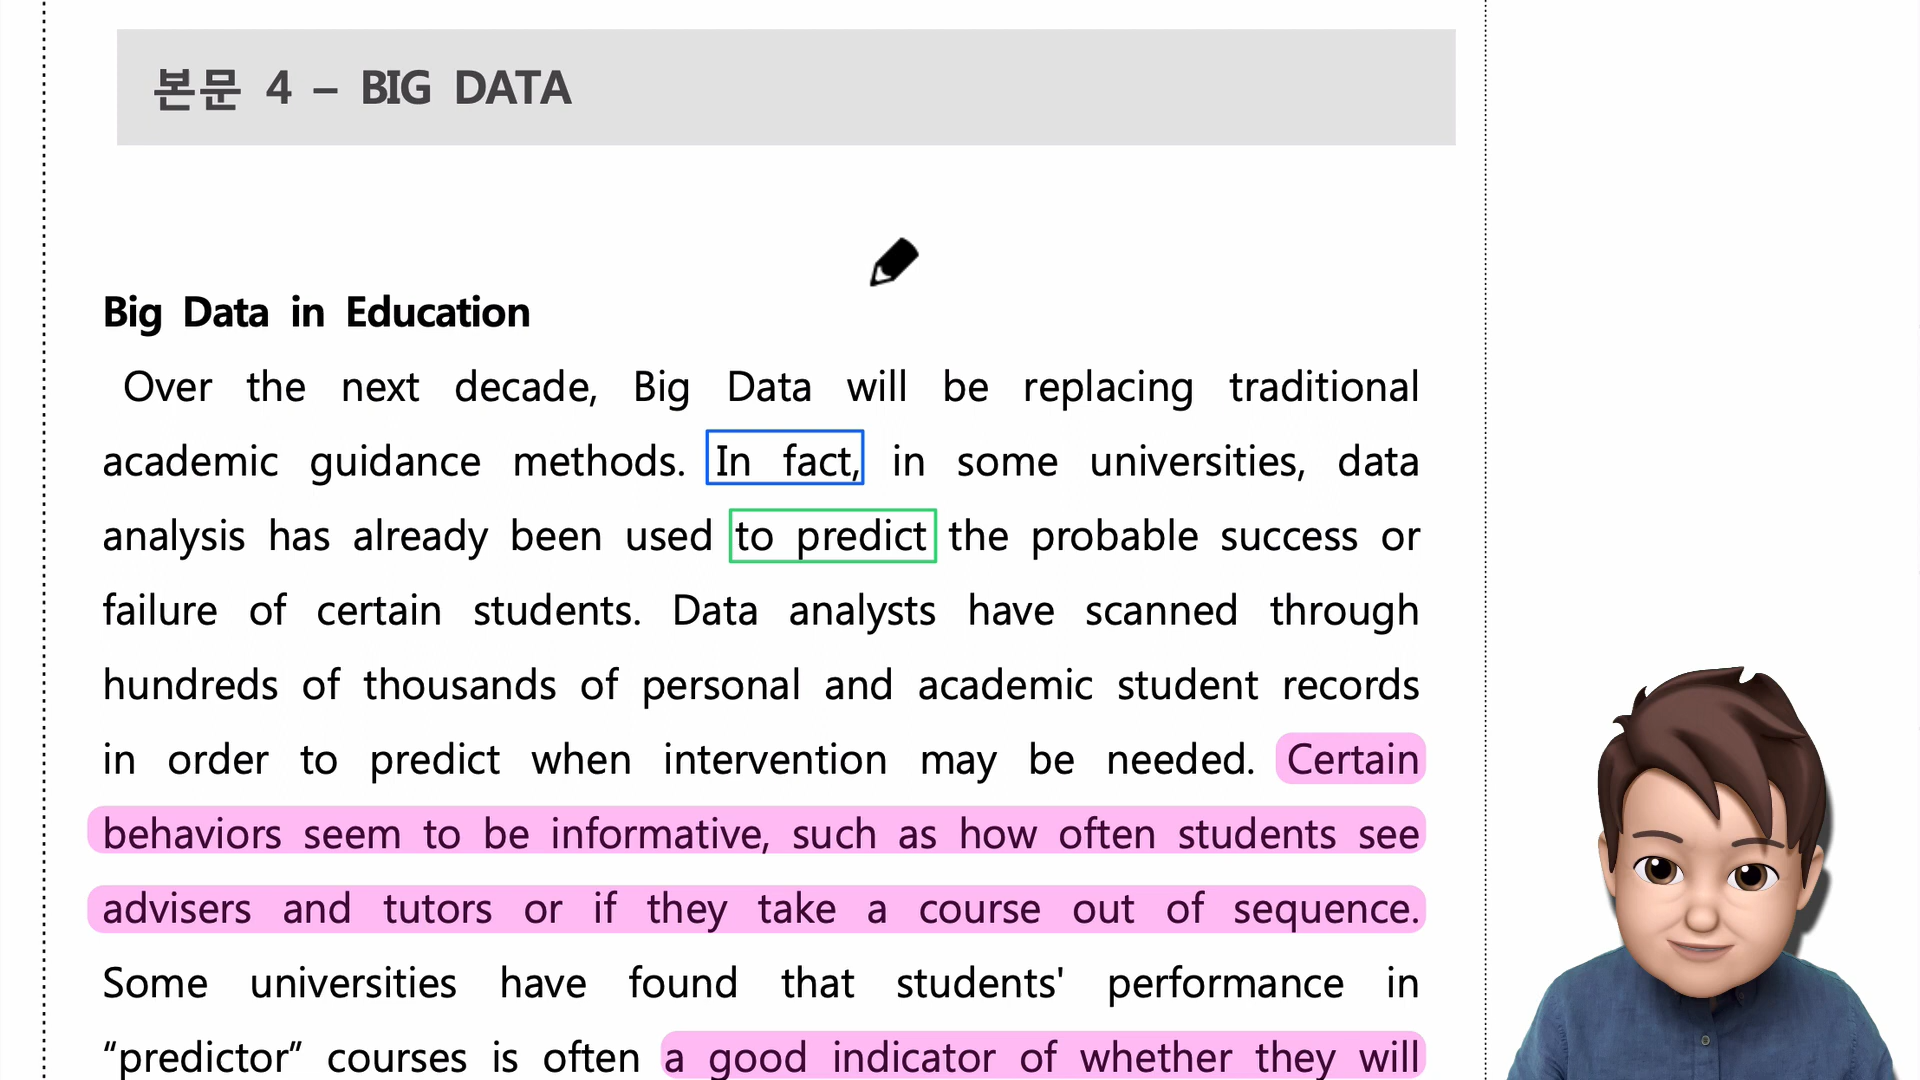 본문 4 – BIG DATA
Big Data in Education
Over the next decade, Big Data will be replacing traditional
academic guidance methods. In fact, in some universities, data
analysis has already been used to predict the probable success or
failure of certain students. Data analysts have scanned through
hundreds of thousands of personal and academic student records
in order to predict when intervention may be needed. Certain
behaviors seem to be informative, such as how often students see
advisers and tutors or if they take a course out of sequence.
Some universities have found that students' performance in
“predictor” courses is often a good indicator of whether they will